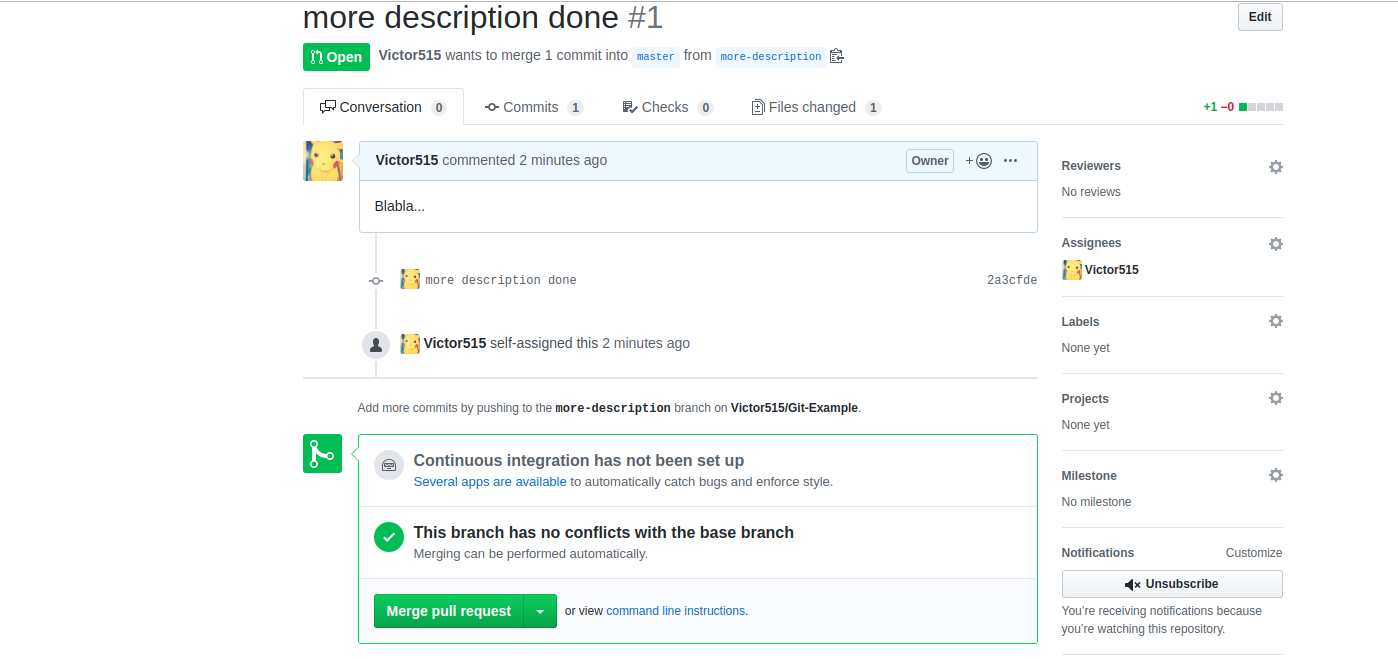 more description done #1
Edit
Open Victor515 wants to merge 1 commit into master from more-description
Conversation 0 Commits 1 Checks 0 Files changed 1 +1 −0
Victor515 commented 2 minutes ago Owner +
Blabla...
more description done 2a3cfde
Victor515 self-assigned this 2 minutes ago
Add more commits by pushing to the more-description branch on Victor515/Git-Example.
Continuous integration has not been set up
Several apps are available to automatically catch bugs and enforce style.
This branch has no conflicts with the base branch
Merging can be performed automatically.
Merge pull request or view command line instructions.
Reviewers
No reviews
Assignees
Victor515
Labels
None yet
Projects
None yet
Milestone
No milestone
Notifications Customize
Unsubscribe
You’re receiving notifications because
you’re watching this repository.